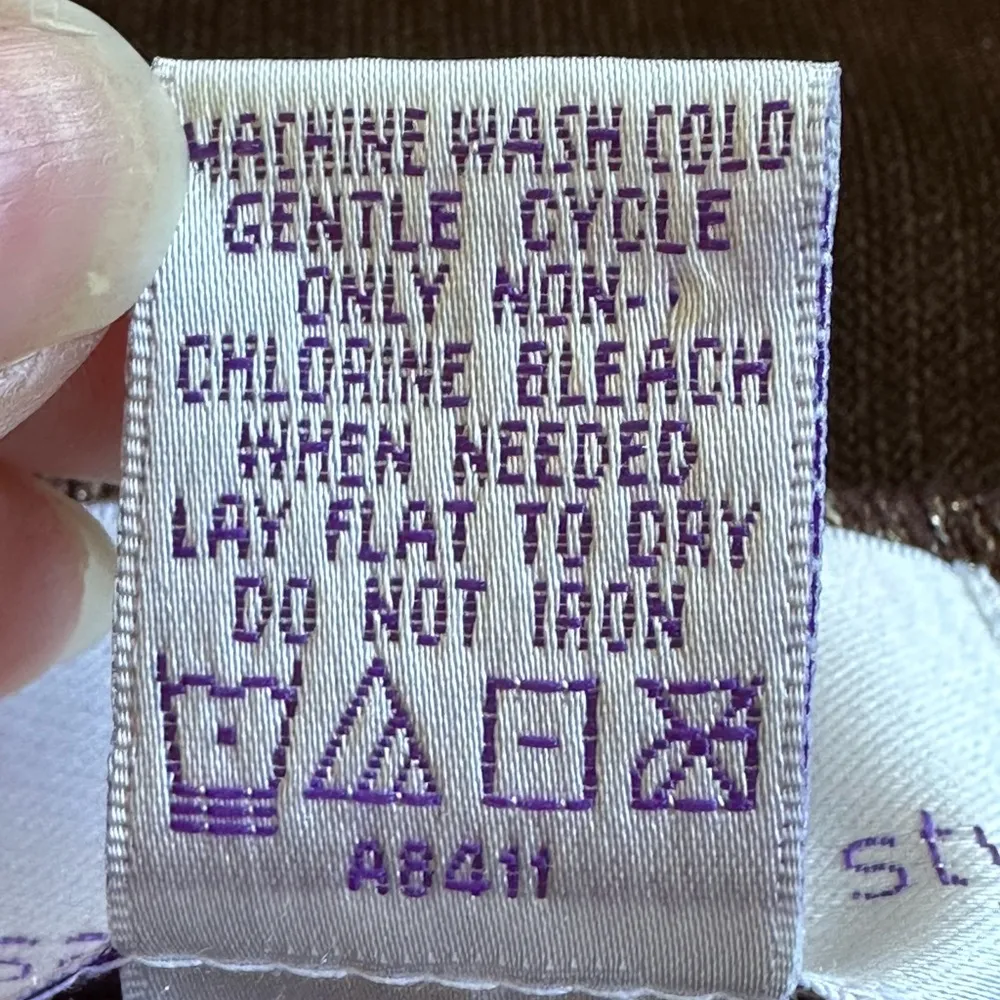 MACHINE WASH COLD
GENTLE CYCLE
ONLY NON-
CHLORINE BLEACH
WHEN NEEDED
LAY FLAT TO DRY
DO NOT IRON
A8411